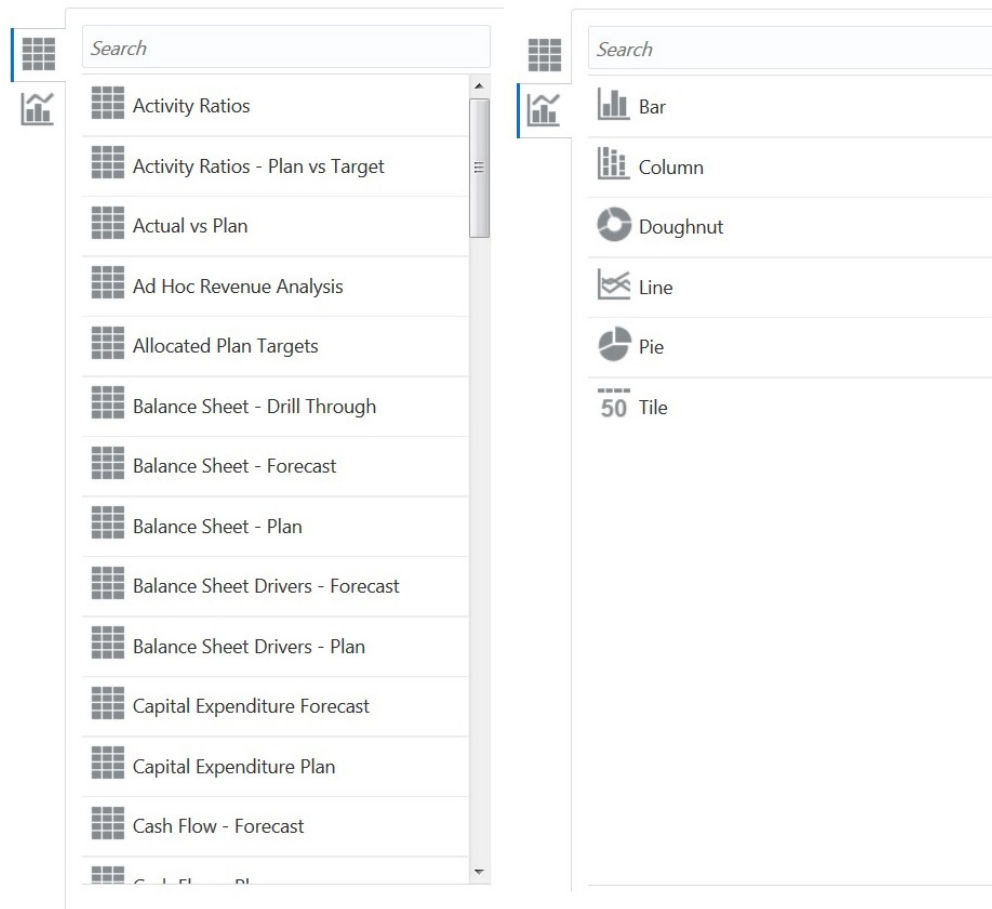 Search
Activity Ratios
Activity Ratios - Plan vs Target
Actual vs Plan
Ad Hoc Revenue Analysis
Allocated Plan Targets
Balance Sheet - Drill Through
Balance Sheet - Forecast
Balance Sheet - Plan
Balance Sheet Drivers - Forecast
Balance Sheet Drivers - Plan
Capital Expenditure Forecast
Capital Expenditure Plan
Cash Flow - Forecast
Search
Bar
Column
Doughnut
Line
Pie
50 Tile